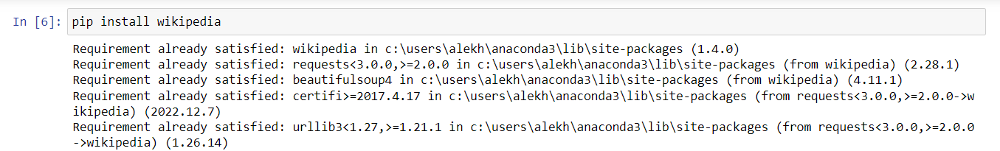 In [6]: pip install wikipedia
Requirement already satisfied: wikipedia in c:\users\alekh\anaconda3\lib\site-packages (1.4.0)
Requirement already satisfied: requests<3.0.0,>=2.0.0 in c:\users\alekh\anaconda3\lib\site-packages (from wikipedia) (2.28.1)
Requirement already satisfied: beautifulsoup4 in c:\users\alekh\anaconda3\lib\site-packages (from wikipedia) (4.11.1)
Requirement already satisfied: certifi>=2017.4.17 in c:\users\alekh\anaconda3\lib\site-packages (from requests<3.0.0,>=2.0.0->w
ikipedia) (2022.12.7)
Requirement already satisfied: urllib3<1.27,>=1.21.1 in c:\users\alekh\anaconda3\lib\site-packages (from requests<3.0.0,>=2.0.0
->wikipedia) (1.26.14)